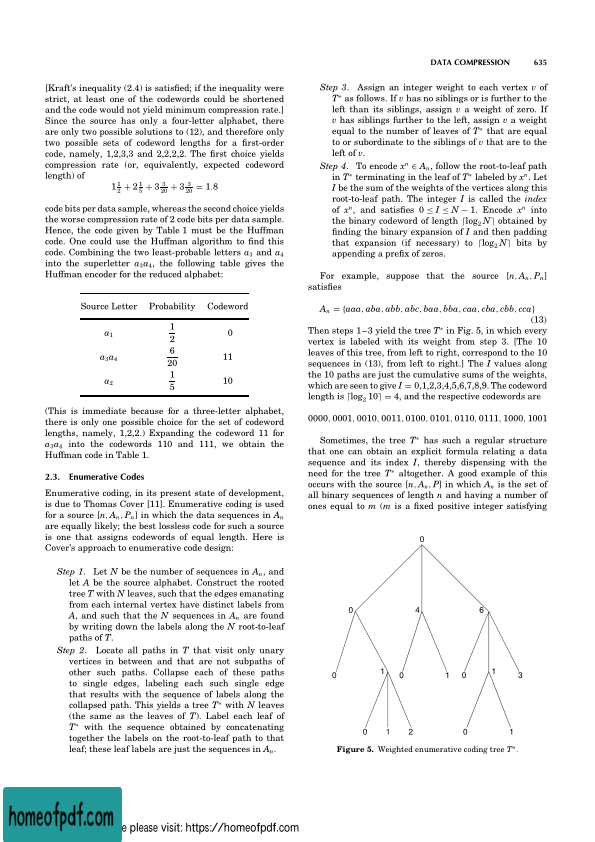 DATA COMPRESSION 635
[Kraft's inequality (2.4) is satisfied; if the inequality were
strict, at least one of the codewords could be shortened
and the code would not yield minimum compression rate.]
Since the source has only a four-letter alphabet, there
are only two possible solutions to (12), and therefore only
two possible sets of codeword lengths for a first-order
code, namely, 1,2,3,3 and 2,2,2,2. The first choice yields
compression rate (or, equivalently, expected codeword
length) of
1 1/2 + 2 1/5 + 3 3/20 + 3 3/20 = 1.8
code bits per data sample, whereas the second choice yields
the worse compression rate of 2 code bits per data sample.
Hence, the code given by Table 1 must be the Huffman
code. One could use the Huffman algorithm to find this
code. Combining the two least-probable letters a3 and a4
into the superletter a3a4, the following table gives the
Huffman encoder for the reduced alphabet:
Source Letter Probability Codeword
a1 1/2 0
a3a4 6/20 11
a2 1/5 10
(This is immediate because for a three-letter alphabet,
there is only one possible choice for the set of codeword
lengths, namely, 1,2,2.) Expanding the codeword 11 for
a3a4 into the codewords 110 and 111, we obtain the
Huffman code in Table 1.
2.3. Enumerative Codes
Enumerative coding, in its present state of development,
is due to Thomas Cover [11]. Enumerative coding is used
for a source [n, An, Pn] in which the data sequences in An
are equally likely; the best lossless code for such a source
is one that assigns codewords of equal length. Here is
Cover's approach to enumerative code design:
Step 1. Let N be the number of sequences in An, and
let A be the source alphabet. Construct the rooted
tree T with N leaves, such that the edges emanating
from each internal vertex have distinct labels from
A, and such that the N sequences in An are found
by writing down the labels along the N root-to-leaf
paths of T.
Step 2. Locate all paths in T that visit only unary
vertices in between and that are not subpaths of
other such paths. Collapse each of these paths
to single edges, labeling each such single edge
that results with the sequence of labels along the
collapsed path. This yields a tree T* with N leaves
(the same as the leaves of T). Label each leaf of
T* with the sequence obtained by concatenating
together the labels on the root-to-leaf path to that
leaf; these leaf labels are just the sequences in An.
Step 3. Assign an integer weight to each vertex v of
T* as follows. If v has no siblings or is further to the
left than its siblings, assign v a weight of zero. If
v has siblings further to the left, assign v a weight
equal to the number of leaves of T* that are equal
to or subordinate to the siblings of v that are to the
left of v.
Step 4. To encode xⁿ ∈ An, follow the root-to-leaf path
in T* terminating in the leaf of T* labeled by xⁿ. Let
I be the sum of the weights of the vertices along this
root-to-leaf path. The integer I is called the index
of xⁿ, and satisfies 0 ≤ I ≤ N − 1. Encode xⁿ into
the binary codeword of length ⌈log₂ N⌉ obtained by
finding the binary expansion of I and then padding
that expansion (if necessary) to ⌈log₂ N⌉ bits by
appending a prefix of zeros.
For example, suppose that the source [n, An, Pn]
satisfies
An = {aaa, aba, abb, abc, baa, bba, caa, cba, cbb, cca}
(13)
Then steps 1–3 yield the tree T* in Fig. 5, in which every
vertex is labeled with its weight from step 3. [The 10
leaves of this tree, from left to right, correspond to the 10
sequences in (13), from left to right.] The I values along
the 10 paths are just the cumulative sums of the weights,
which are seen to give I = 0,1,2,3,4,5,6,7,8,9. The codeword
length is ⌈log₂ 10⌉ = 4, and the respective codewords are
0000, 0001, 0010, 0011, 0100, 0101, 0110, 0111, 1000, 1001
Sometimes, the tree T* has such a regular structure
that one can obtain an explicit formula relating a data
sequence and its index I, thereby dispensing with the
need for the tree T* altogether. A good example of this
occurs with the source [n, An, P] in which An is the set of
all binary sequences of length n and having a number of
ones equal to m (m is a fixed positive integer satisfying
0
0 4 6
0 1 0 1 0 1 3
0 1 2 0 1
Figure 5. Weighted enumerative coding tree T*.
homeofpdf.com
e please visit: https://homeofpdf.com